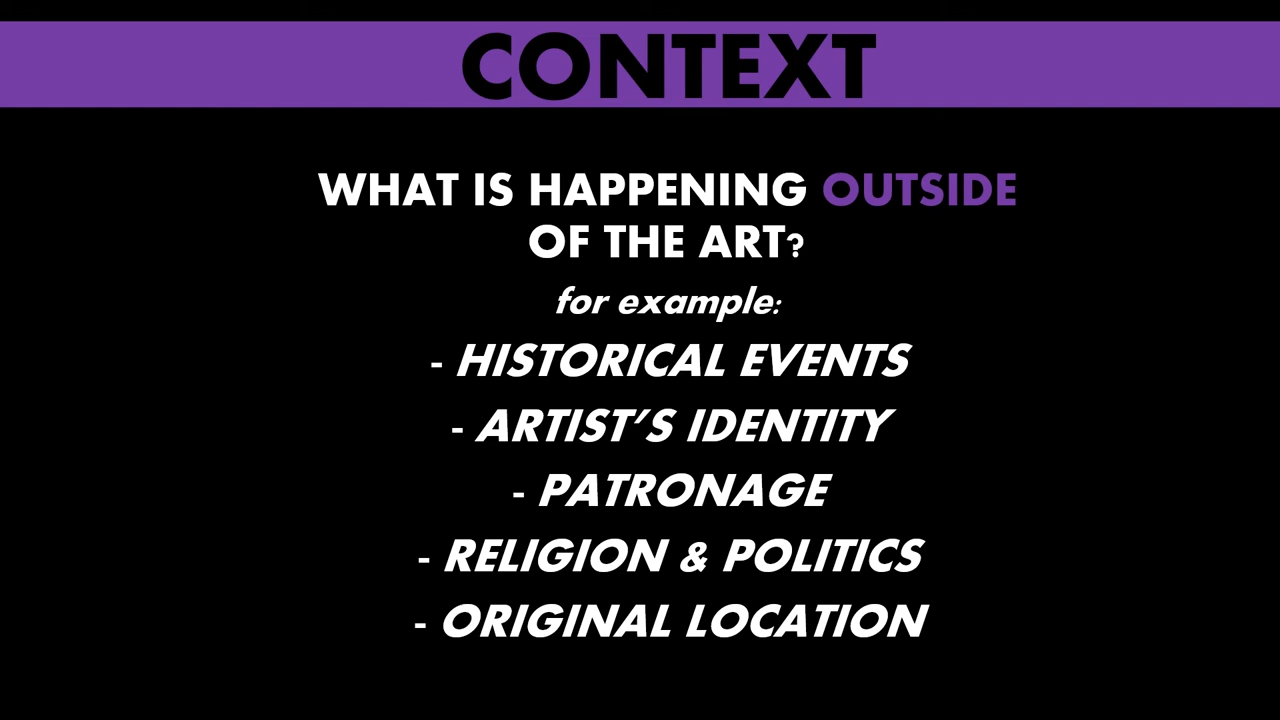 CONTEXT
WHAT IS HAPPENING OUTSIDE
OF THE ART?
for example:
- HISTORICAL EVENTS
- ARTIST'S IDENTITY
- PATRONAGE
- RELIGION & POLITICS
- ORIGINAL LOCATION